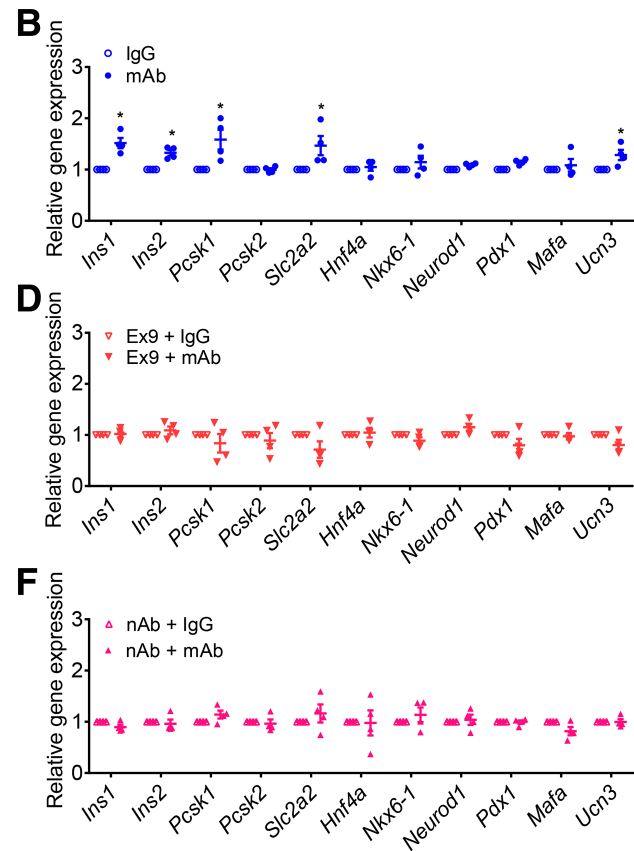 B
Relative gene expression
IgG
mAb
3
2
1
0
* * * * *
Ins1 Ins2 Pcsk1 Pcsk2 Slc2a2 Hnf4a Nkx6-1 Neurod1 Pdx1 Mafa Ucn3
D
Relative gene expression
Ex9 + IgG
Ex9 + mAb
3
2
1
0
Ins1 Ins2 Pcsk1 Pcsk2 Slc2a2 Hnf4a Nkx6-1 Neurod1 Pdx1 Mafa Ucn3
F
Relative gene expression
nAb + IgG
nAb + mAb
3
2
1
0
Ins1 Ins2 Pcsk1 Pcsk2 Slc2a2 Hnf4a Nkx6-1 Neurod1 Pdx1 Mafa Ucn3